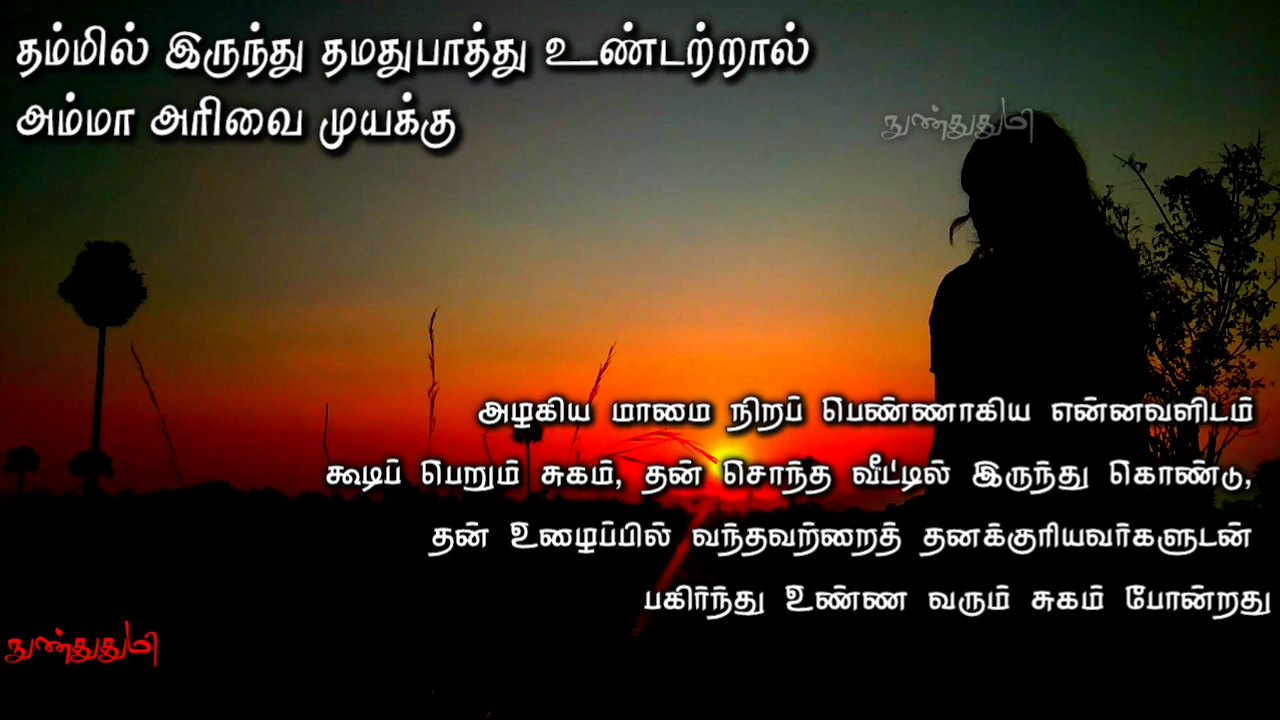 தம்மில் இருந்து தமதுபாத்து உண்டற்றால்
அம்மா அரிவை முயக்கு
நுண்துதுமி
அழகிய மாமை நிறப் பெண்ணாகிய என்னவளிடம்
கூடிப் பெறும் சுகம், தன் சொந்த வீட்டில் இருந்து கொண்டு,
தன் உழைப்பில் வந்தவற்றைத் தனக்குரியவர்களுடன்
பகிர்ந்து உண்ண வரும் சுகம் போன்றது
நுண்துதுமி